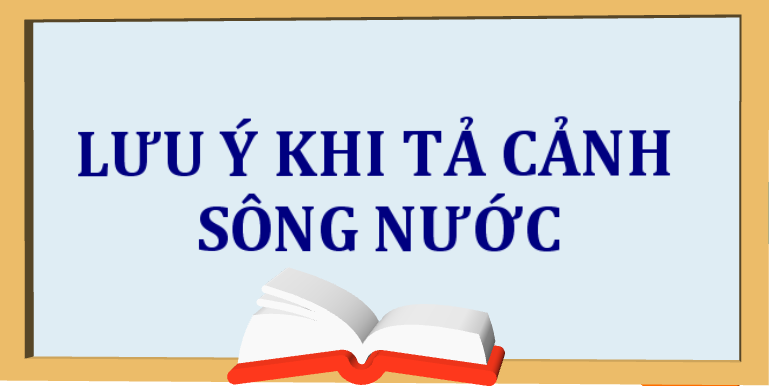 LƯU Ý KHI TẢ CẢNH
SÔNG NƯỚC